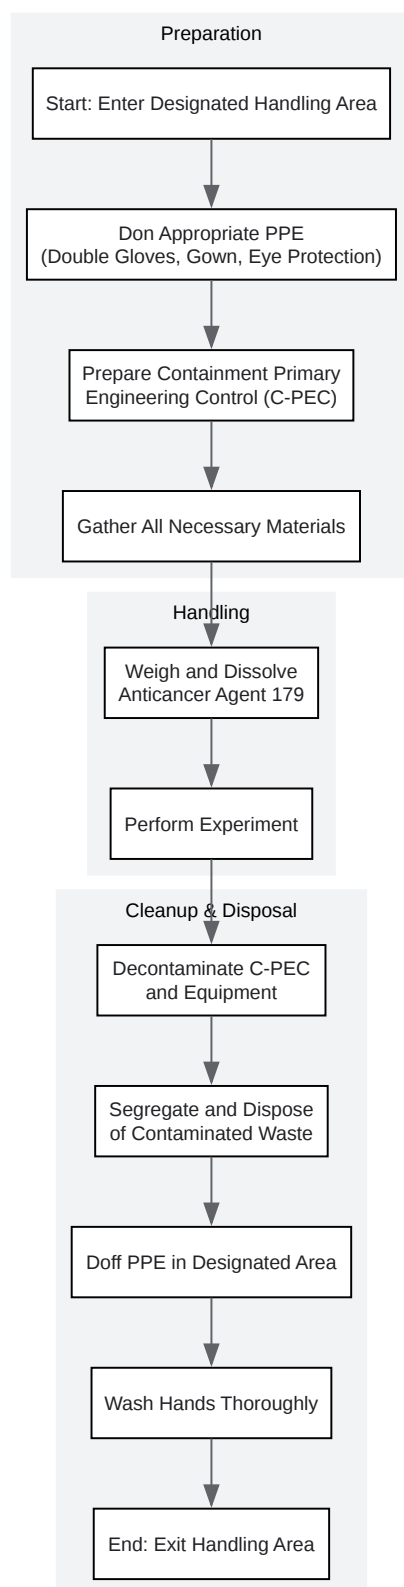 Preparation
Start: Enter Designated Handling Area
Don Appropriate PPE
(Double Gloves, Gown, Eye Protection)
Prepare Containment Primary
Engineering Control (C-PEC)
Gather All Necessary Materials
Handling
Weigh and Dissolve
Anticancer Agent 179
Perform Experiment
Cleanup & Disposal
Decontaminate C-PEC
and Equipment
Segregate and Dispose
of Contaminated Waste
Doff PPE in Designated Area
Wash Hands Thoroughly
End: Exit Handling Area